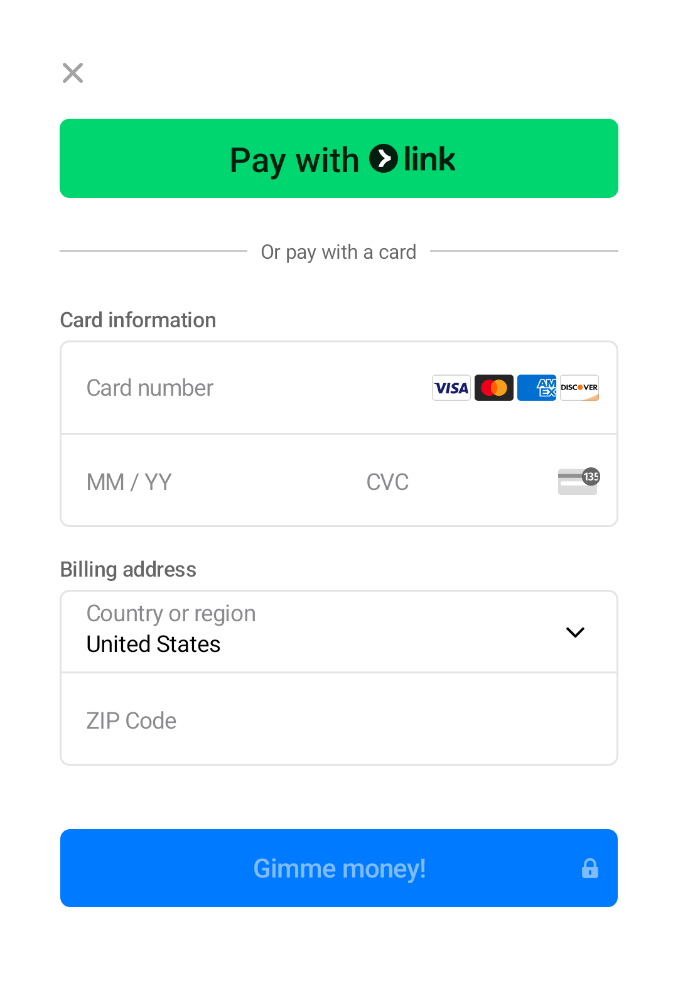 Pay with link
Or pay with a card
Card information
Card number VISA AM EX DISCOVER
MM / YY CVC 135
Billing address
Country or region
United States
ZIP Code
Gimme money!